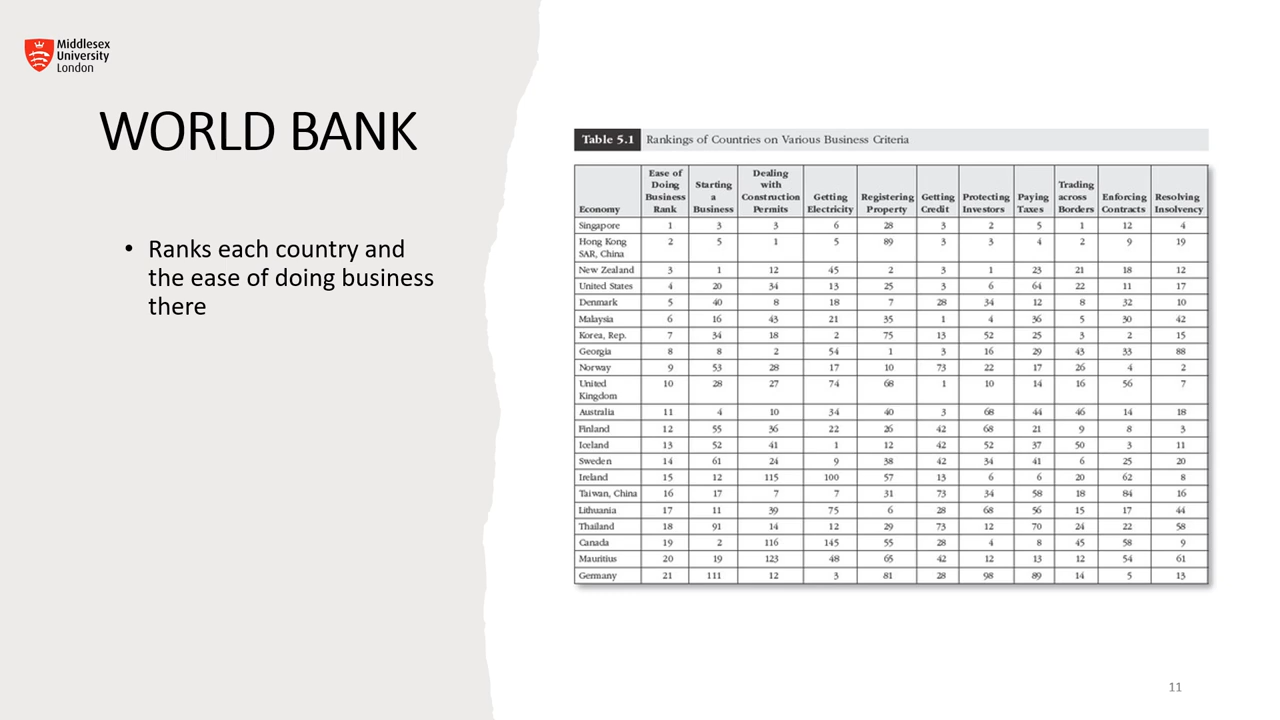 Middlesex
University
London
WORLD BANK
• Ranks each country and
the ease of doing business
there
Table 5.1 Rankings of Countries on Various Business Criteria
Economy Ease of Doing Business Rank Starting a Business Dealing with Construction Permits Getting Electricity Registering Property Getting Credit Protecting Investors Paying Taxes Trading across Borders Enforcing Contracts Resolving Insolvency
Singapore 1 3 3 6 28 3 2 5 1 12 4
Hong Kong SAR, China 2 5 1 5 89 3 3 4 2 9 19
New Zealand 3 1 12 45 2 3 1 23 21 18 12
United States 4 20 34 13 25 3 6 64 22 11 17
Denmark 5 40 8 18 7 28 34 12 8 32 10
Malaysia 6 16 43 21 35 1 4 36 5 30 42
Korea, Rep. 7 34 18 2 75 13 52 25 3 2 15
Georgia 8 8 2 54 1 3 16 29 43 33 88
Norway 9 53 28 17 10 73 22 17 26 4 2
United Kingdom 10 28 27 74 68 1 10 14 16 56 7
Australia 11 4 10 34 40 3 68 44 46 14 18
Finland 12 55 36 22 26 42 68 21 9 8 3
Iceland 13 52 41 1 12 42 52 37 50 3 11
Sweden 14 61 24 9 38 42 34 41 6 25 20
Ireland 15 12 115 100 57 13 6 6 20 62 8
Taiwan, China 16 17 7 7 31 73 34 58 18 84 16
Lithuania 17 11 39 75 6 28 68 56 15 17 44
Thailand 18 91 14 12 29 73 12 70 24 22 58
Canada 19 2 116 145 55 28 4 8 45 58 9
Mauritius 20 19 123 48 65 42 12 13 12 54 61
Germany 21 111 12 3 81 28 98 89 14 5 13
11